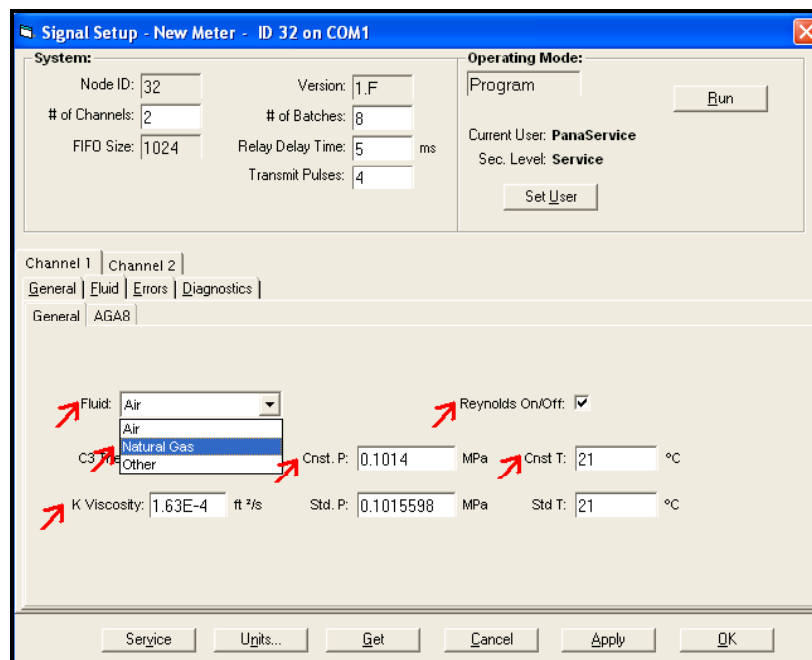 Signal Setup - New Meter - ID 32 on COM1
System:
Node ID: 32
Version: 1.F
# of Channels: 2
# of Batches: 8
FIFO Size: 1024
Relay Delay Time: 5 ms
Transmit Pulses: 4
Operating Mode:
Program
Run
Current User: PanaService
Sec. Level: Service
Set User
Channel 1 Channel 2
General Fluid Errors Diagnostics
General AGA8
Fluid: Air
Reynolds On/Off:
Air
Natural Gas
Other
C3
Cnst. P: 0.1014 MPa
Cnst T: 21 °C
K Viscosity: 1.63E-4 ft ²/s
Std. P: 0.1015598 MPa
Std T: 21 °C
Service Units... Get Cancel Apply OK